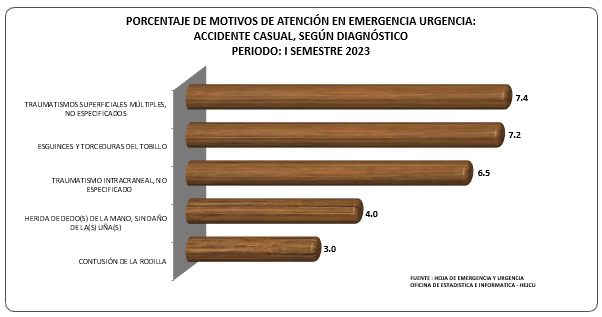 PORCENTAJE DE MOTIVOS DE ATENCIÓN EN EMERGENCIA URGENCIA:
ACCIDENTE CASUAL, SEGÚN DIAGNÓSTICO
PERIODO: I SEMESTRE 2023
TRAUMATISMOS SUPERFICIALES MÚLTIPLES,
NO ESPECIFICADOS
7.4
ESGUINCES Y TORCEDURAS DEL TOBILLO
7.2
TRAUMATISMO INTRACRANEAL, NO
ESPECIFICADO
6.5
HERIDA DE DEDO(S) DE LA MANO, SIN DAÑO
DE LA(S) UÑA(S)
4.0
CONTUSIÓN DE LA RODILLA
3.0
FUENTE : HOJA DE EMERGENCIA Y URGENCIA
OFICINA DE ESTADISTICA E INFORMATICA - HEJCU